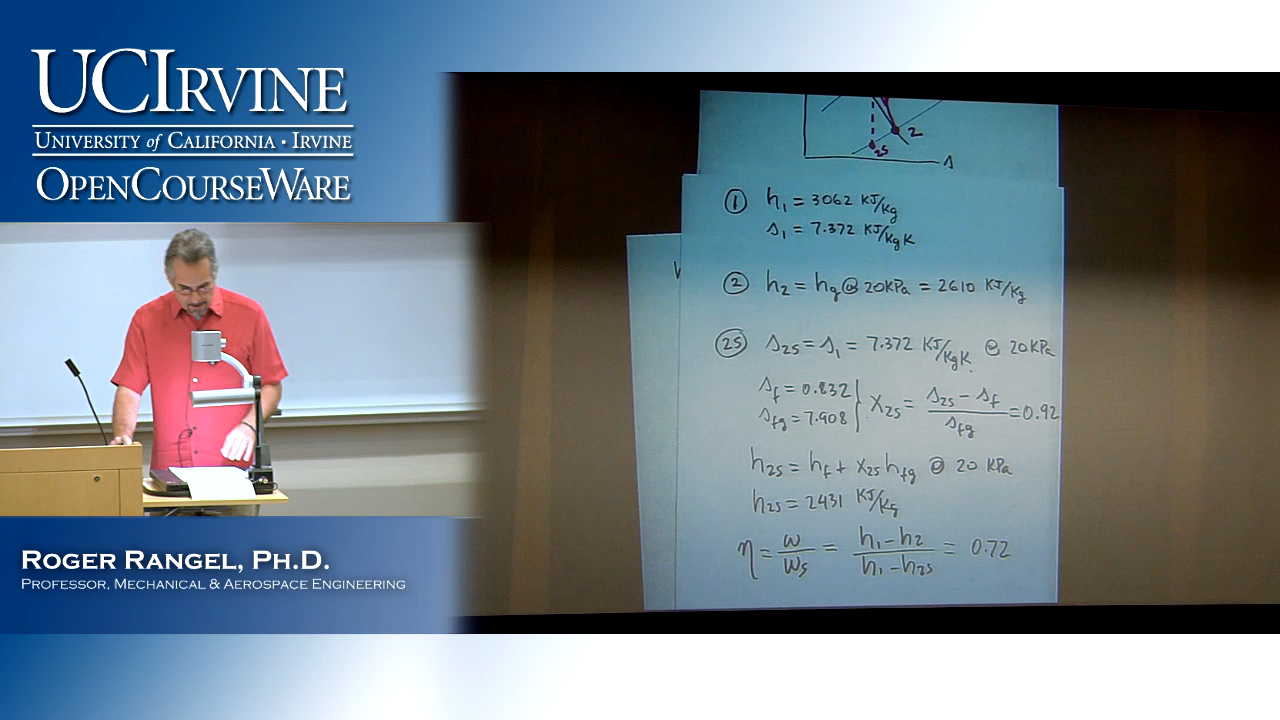 UCIRVINE
UNIVERSITY of CALIFORNIA · IRVINE
OPENCOURSEWARE
ROGER RANGEL, PH.D.
PROFESSOR, MECHANICAL & AEROSPACE ENGINEERING
2
2s
s
① h₁ = 3062 KJ/Kg
s₁ = 7.372 KJ/KgK
② h₂ = hg @ 20KPa = 2610 KJ/Kg
2s s2s = s₁ = 7.372 KJ/KgK @ 20KPa
sf = 0.832
sfg = 7.908 } x2s = (s2s - sf)/sfg = 0.92
h2s = hf + x2s hfg @ 20 KPa
h2s = 2431 KJ/Kg
η = w/ws = (h₁ - h₂)/(h₁ - h2s) = 0.72